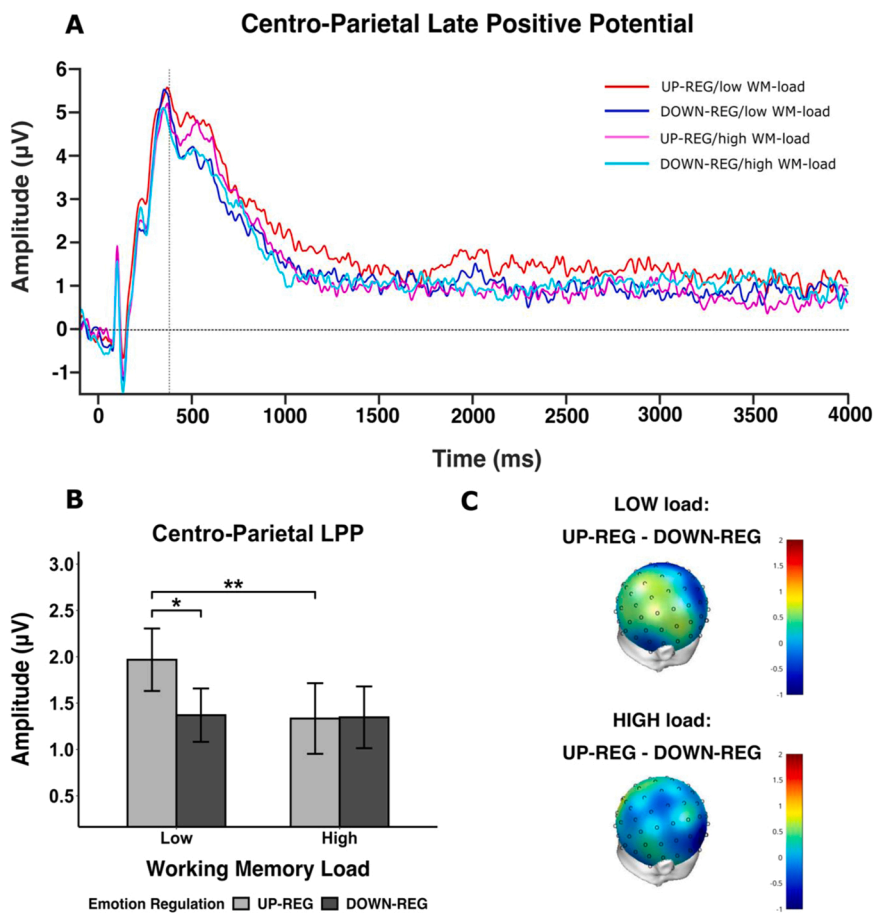 A
Centro-Parietal Late Positive Potential
6
5
4
3
2
1
0
-1
Amplitude (µV)
UP-REG/low WM-load
DOWN-REG/low WM-load
UP-REG/high WM-load
DOWN-REG/high WM-load
0 500 1000 1500 2000 2500 3000 3500 4000
Time (ms)
B
Centro-Parietal LPP
3.0
2.5
2.0
1.5
1.0
0.5
Amplitude (µV)
**
*
Low High
Working Memory Load
Emotion Regulation UP-REG DOWN-REG
C
LOW load:
UP-REG - DOWN-REG
2
1.5
1
0.5
0
-0.5
-1
HIGH load:
UP-REG - DOWN-REG
2
1.5
1
0.5
0
-0.5
-1